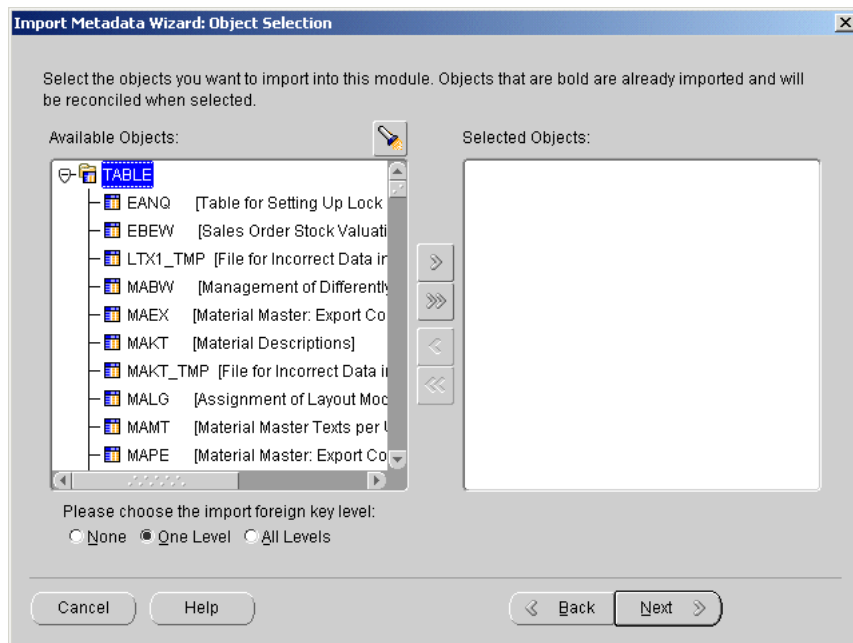 Import Metadata Wizard: Object Selection
Select the objects you want to import into this module. Objects that are bold are already imported and will
be reconciled when selected.
Available Objects:
Selected Objects:
TABLE
EANQ [Table for Setting Up Lock
EBEW [Sales Order Stock Valuati
LTX1_TMP [File for Incorrect Data in
MABW [Management of Differently
MAEX [Material Master: Export Co
MAKT [Material Descriptions]
MAKT_TMP [File for Incorrect Data in
MALG [Assignment of Layout Mod
MAMT [Material Master Texts per U
MAPE [Material Master: Export Co
Please choose the import foreign key level:
None One Level All Levels
Cancel Help Back Next